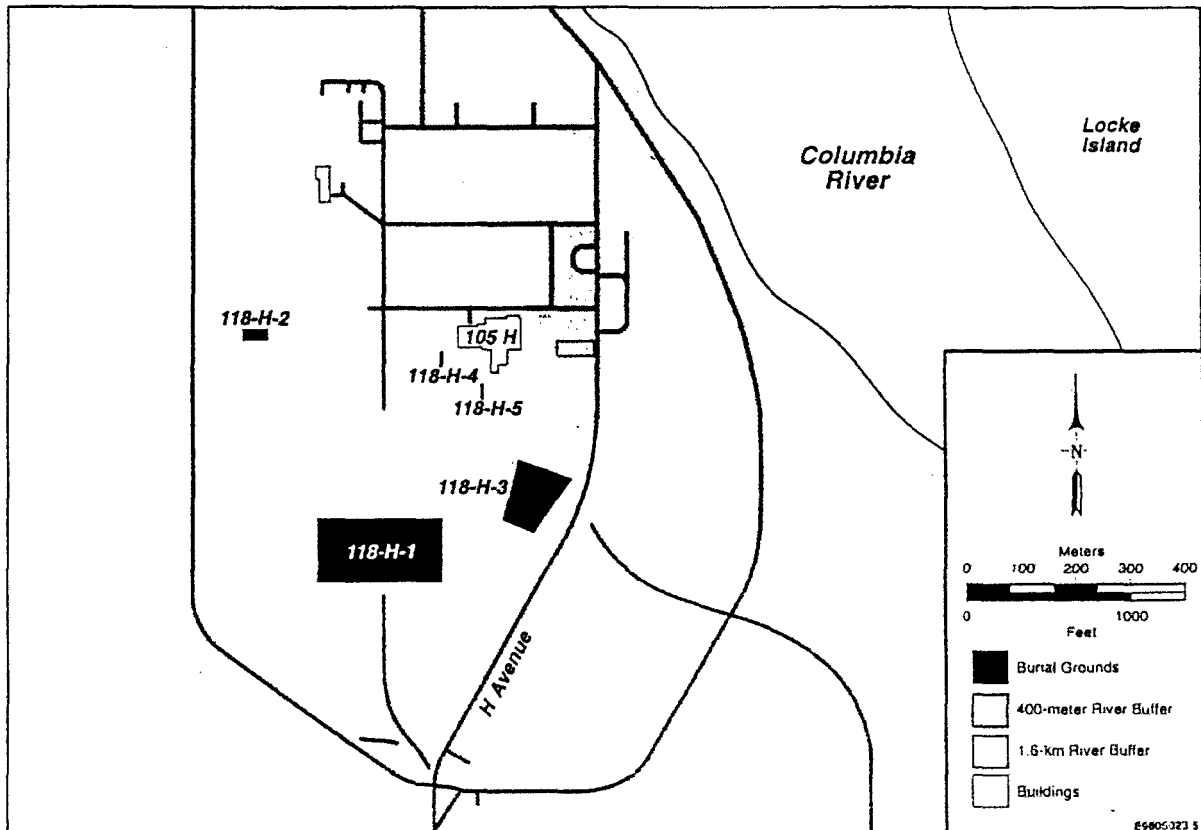 Columbia
River
Locke
Island
118-H-2
105 H
118-H-4
118-H-5
118-H-3
118-H-1
H Avenue
-N-
Meters
0 100 200 300 400
0 1000
Feet
Burial Grounds
400-meter River Buffer
1.6-km River Buffer
Buildings